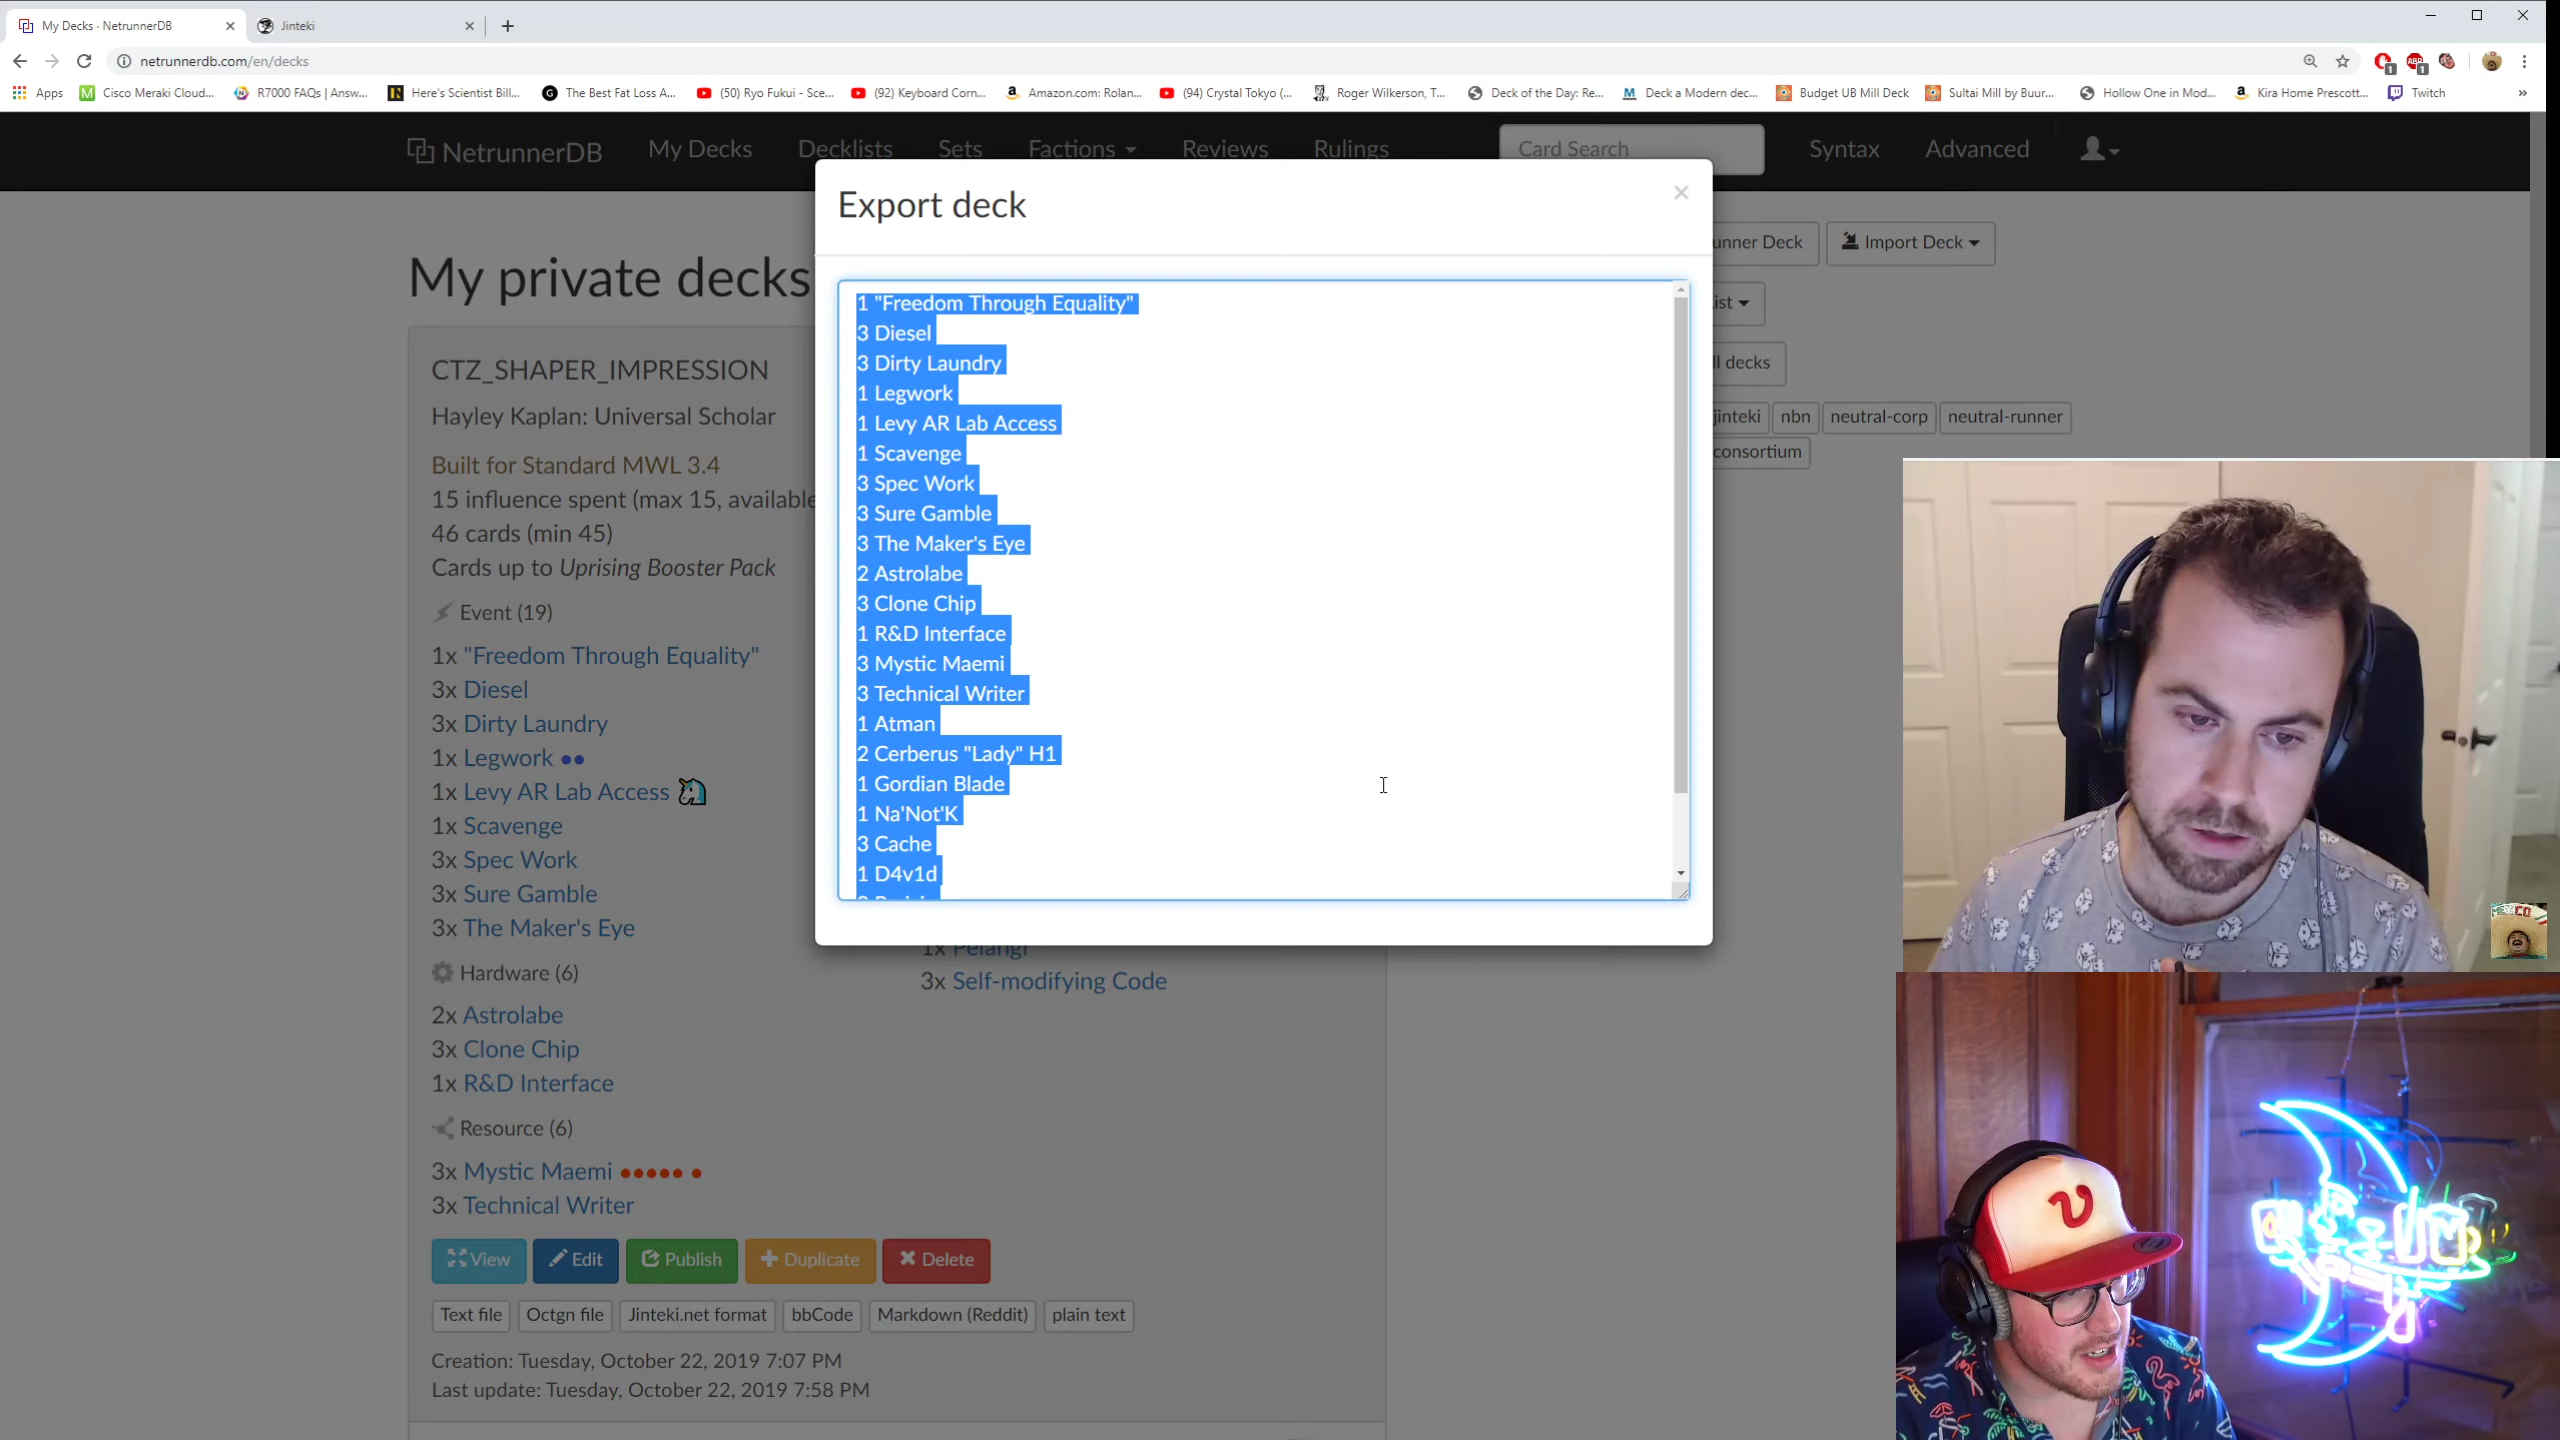 My Decks · NetrunnerDB
Jinteki
netrunnerdb.com/en/decks
Apps
Cisco Meraki Cloud...
R7000 FAQs | Answ...
Here's Scientist Bill...
The Best Fat Loss A...
(50) Ryo Fukui - Sce...
(92) Keyboard Corn...
Amazon.com: Rolan...
(94) Crystal Tokyo (...
Roger Wilkerson, T...
Deck of the Day: Re...
Deck a Modern dec...
Budget UB Mill Deck
Sultai Mill by Buur...
Hollow One in Mod...
Kira Home Prescott...
Twitch
NetrunnerDB
My Decks
Decklists
Sets
Factions
Reviews
Rulings
Card Search
Syntax
Advanced
Export deck
1 "Freedom Through Equality"
3 Diesel
3 Dirty Laundry
1 Legwork
1 Levy AR Lab Access
1 Scavenge
3 Spec Work
3 Sure Gamble
3 The Maker's Eye
2 Astrolabe
3 Clone Chip
1 R&D Interface
3 Mystic Maemi
3 Technical Writer
1 Atman
2 Cerberus "Lady" H1
1 Gordian Blade
1 Na'Not'K
3 Cache
1 D4v1d
unner Deck
Import Deck
ist
ll decks
jinteki
nbn
neutral-corp
neutral-runner
consortium
My private decks
CTZ_SHAPER_IMPRESSION
Hayley Kaplan: Universal Scholar
Built for Standard MWL 3.4
15 influence spent (max 15, available
46 cards (min 45)
Cards up to Uprising Booster Pack
Event (19)
1x "Freedom Through Equality"
3x Diesel
3x Dirty Laundry
1x Legwork
1x Levy AR Lab Access
1x Scavenge
3x Spec Work
3x Sure Gamble
3x The Maker's Eye
Hardware (6)
2x Astrolabe
3x Clone Chip
1x R&D Interface
Resource (6)
3x Mystic Maemi
3x Technical Writer
1x Pelangi
3x Self-modifying Code
View
Edit
Publish
Duplicate
Delete
Text file
Octgn file
Jinteki.net format
bbCode
Markdown (Reddit)
plain text
Creation: Tuesday, October 22, 2019 7:07 PM
Last update: Tuesday, October 22, 2019 7:58 PM
MEXICO